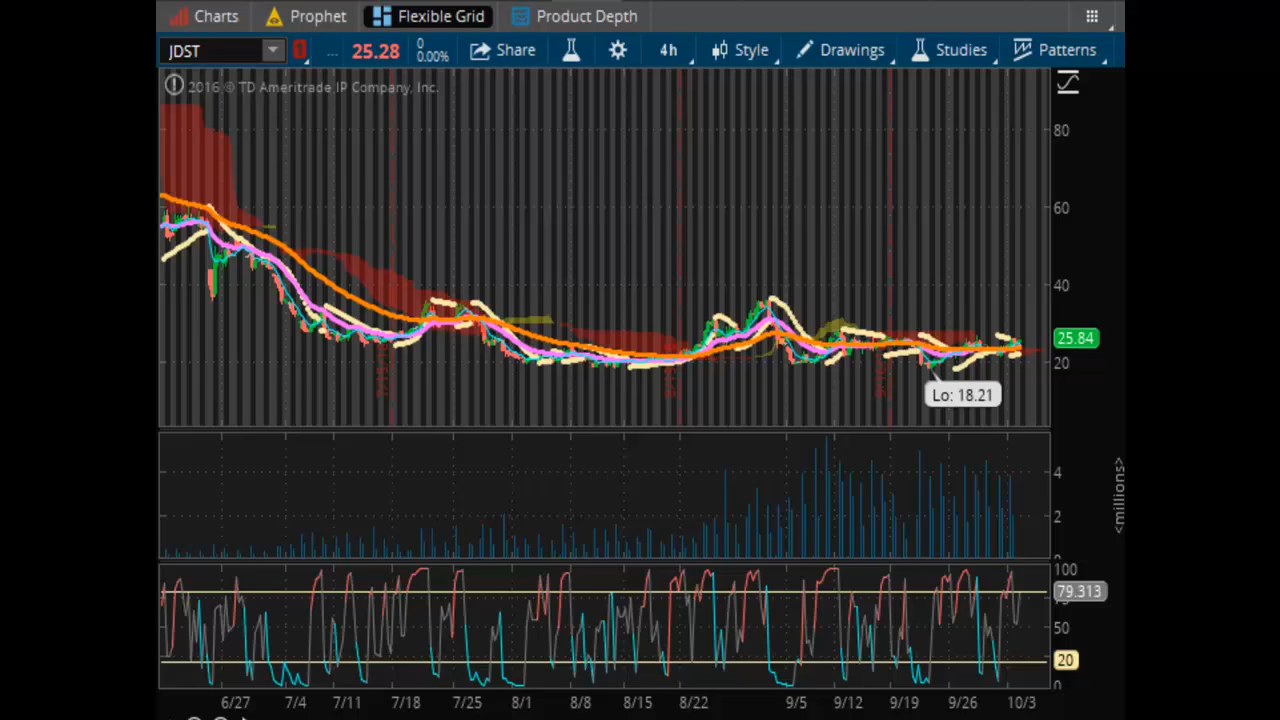 Charts Prophet Flexible Grid Product Depth
JDST 1 ... 25.28 0 0.00% Share 4h Style Drawings Studies Patterns
2016 © TD Ameritrade IP Company, Inc.
80
60
40
25.84
20
Lo: 18.21
4
2
0
<millions>
100
79.313
50
20
0
6/27 7/4 7/11 7/18 7/25 8/1 8/8 8/15 8/22 9/5 9/12 9/19 9/26 10/3